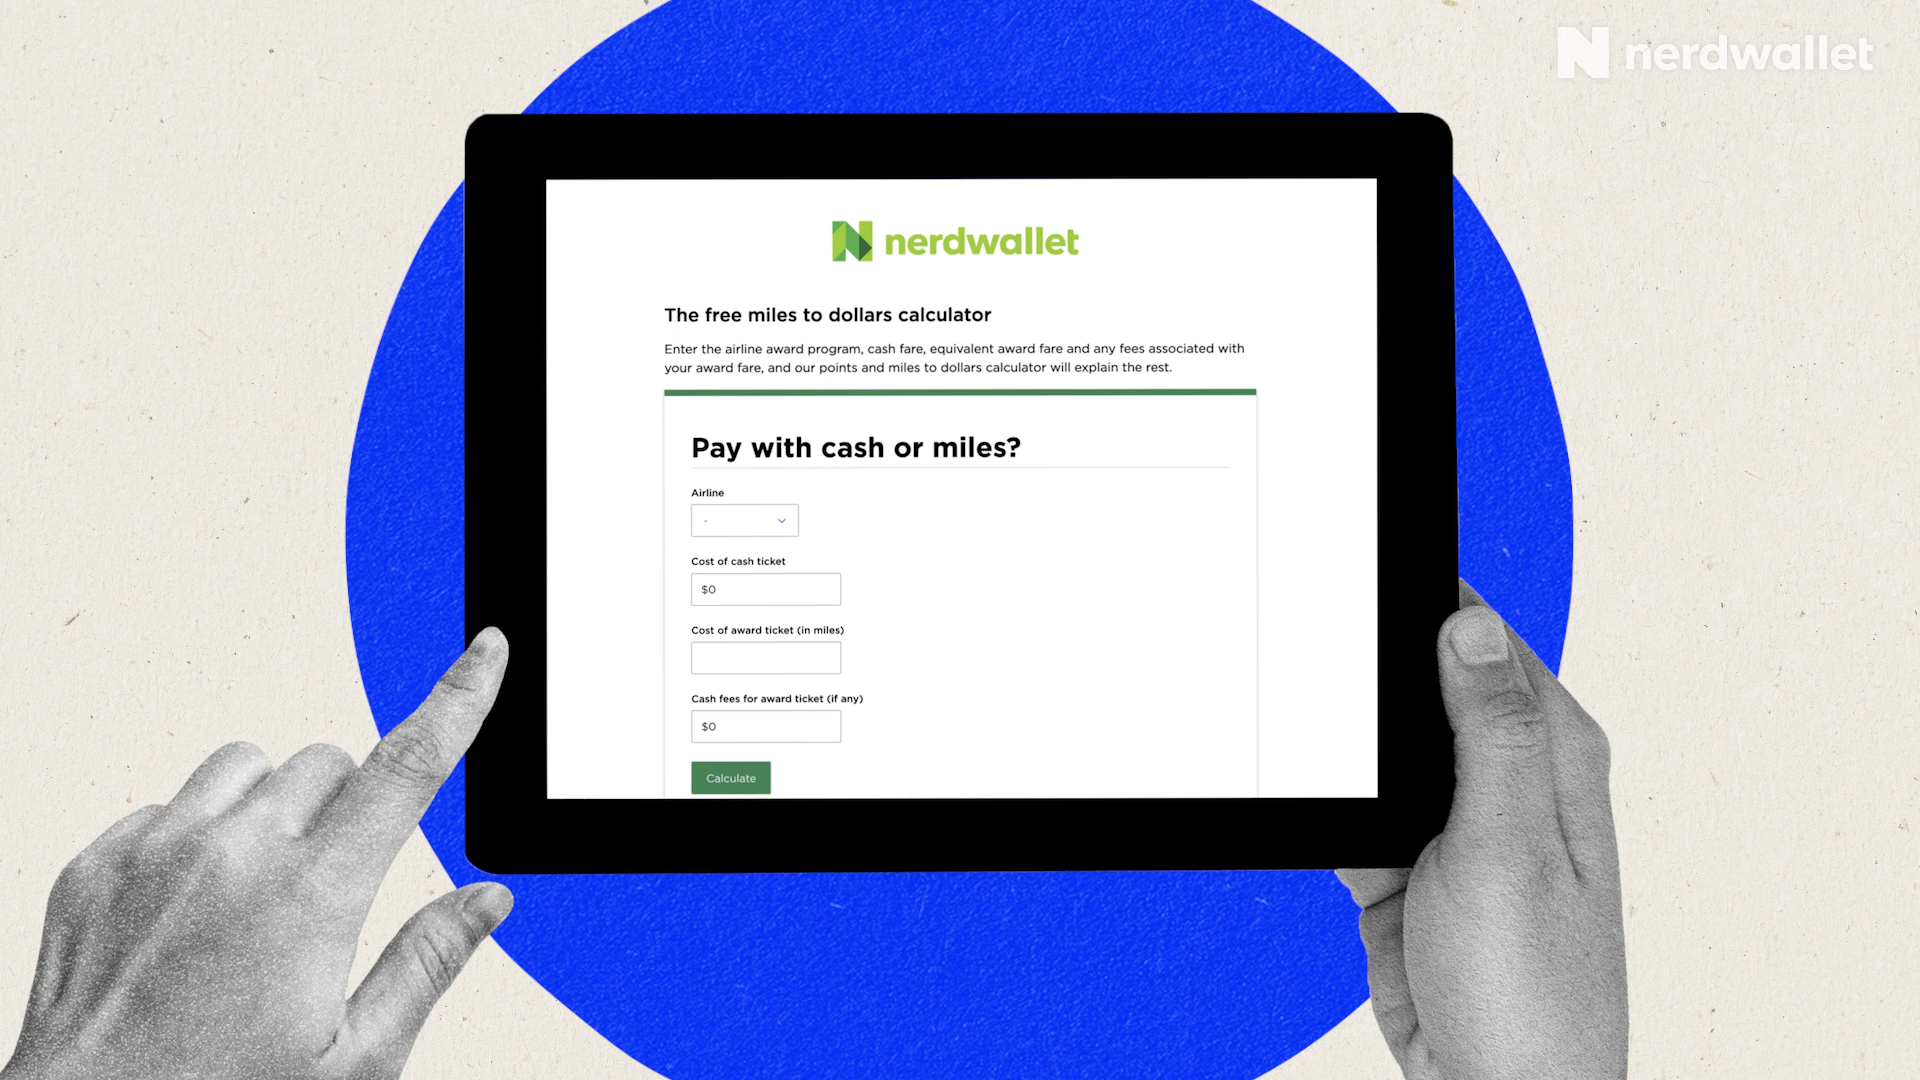 nerdwallet
nerdwallet
The free miles to dollars calculator
Enter the airline award program, cash fare, equivalent award fare and any fees associated with
your award fare, and our points and miles to dollars calculator will explain the rest.
Pay with cash or miles?
Airline
-
Cost of cash ticket
$0
Cost of award ticket (in miles)
Cash fees for award ticket (if any)
$0
Calculate